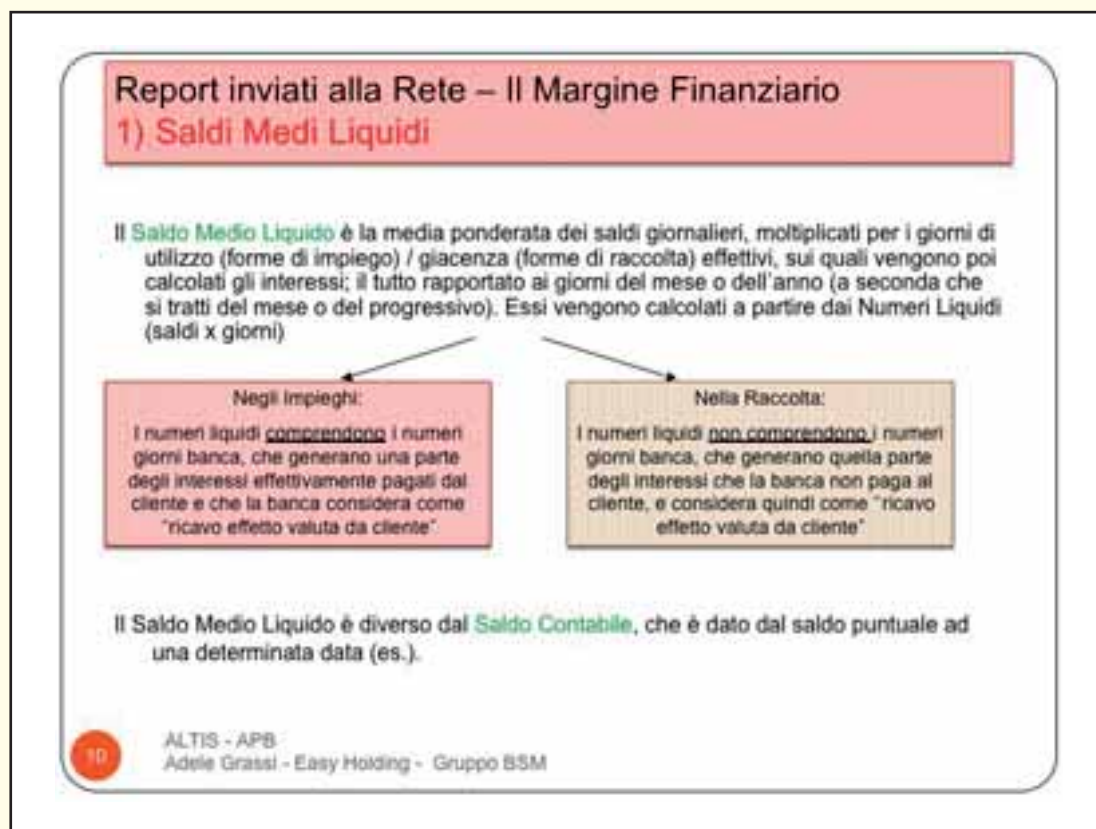 Report inviati alla Rete – Il Margine Finanziario
1) Saldi Medi Liquidi
Il Saldo Medio Liquido è la media ponderata dei saldi giornalieri, moltiplicati per i giorni di
utilizzo (forme di impiego) / giacenza (forme di raccolta) effettivi, sui quali vengono poi
calcolati gli interessi; il tutto rapportato ai giorni del mese o dell'anno (a seconda che
si tratti del mese o del progressivo). Essi vengono calcolati a partire dai Numeri Liquidi
(saldi x giorni)
Negli Impieghi:
I numeri liquidi comprendono i numeri
giorni banca, che generano una parte
degli interessi effettivamente pagati dal
cliente e che la banca considera come
"ricavo effetto valuta da cliente"
Nella Raccolta:
I numeri liquidi non comprendono i numeri
giorni banca, che generano quella parte
degli interessi che la banca non paga al
cliente, e considera quindi come "ricavo
effetto valuta da cliente"
Il Saldo Medio Liquido è diverso dal Saldo Contabile, che è dato dal saldo puntuale ad
una determinata data (es.).
10
ALTIS - APB
Adele Grassi - Easy Holding - Gruppo BSM